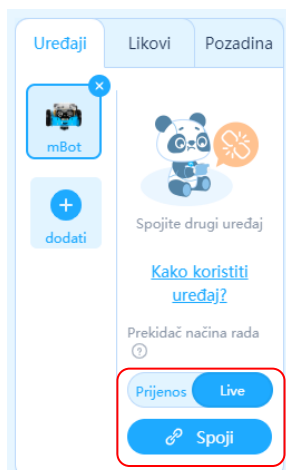 Uređaji
Likovi
Pozadina
mBot
dodati
Spojite drugi uređaj
Kako koristiti
uređaj?
Prekidač načina rada
?
Prijenos
Live
Spoji